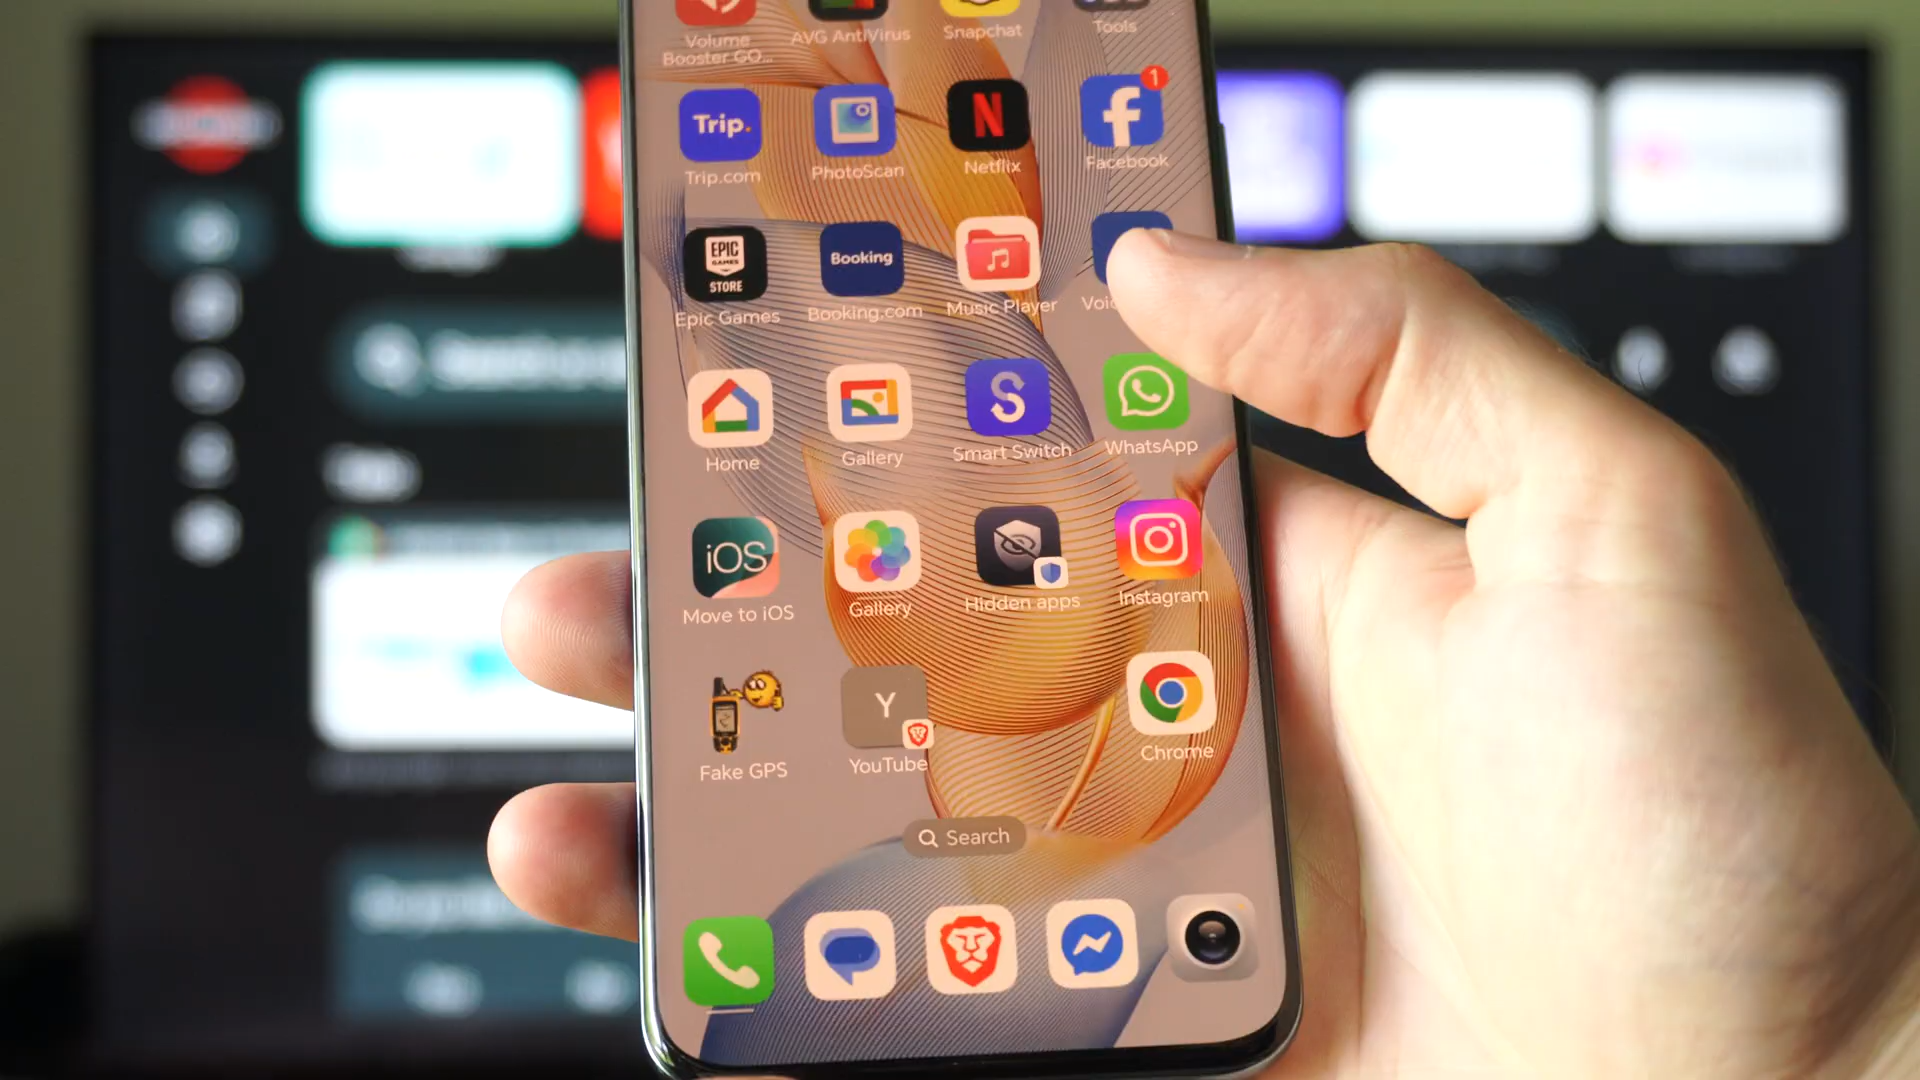 Volume
Booster GO...
AVG AntiVirus
Snapchat
Tools
Trip.
Trip.com
PhotoScan
N
Netflix
1
f
Facebook
EPIC
GAMES
STORE
Epic Games
Booking
Booking.com
Music Player
Home
Gallery
S
Smart Switch
WhatsApp
iOS
Move to iOS
Gallery
Hidden apps
Instagram
Fake GPS
Y
YouTube
Chrome
Search